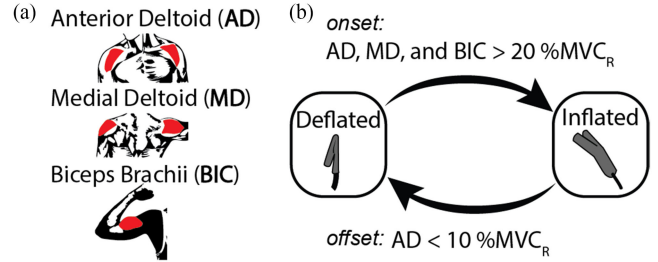 (a)
Anterior Deltoid (AD)
Medial Deltoid (MD)
Biceps Brachii (BIC)
(b)
onset:
AD, MD, and BIC > 20 %MVC_R
Deflated
Inflated
offset: AD < 10 %MVC_R